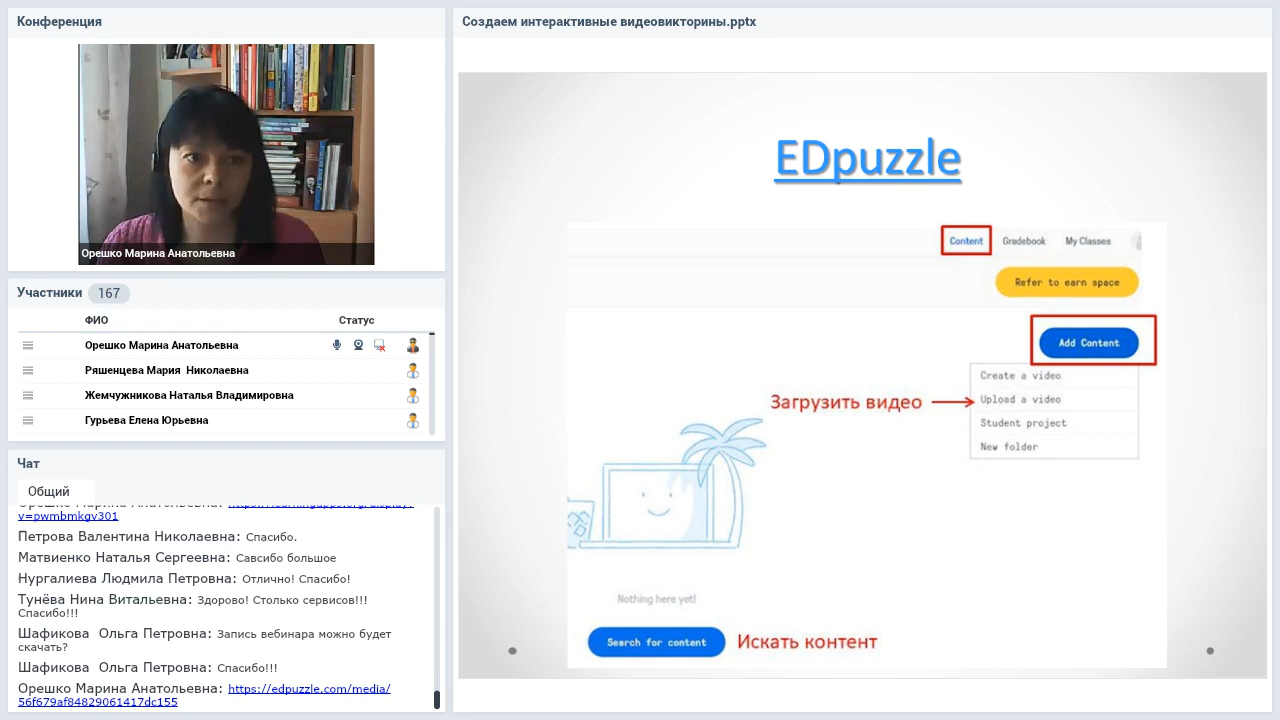 Конференция
Орешко Марина Анатольевна
Участники 167
ФИО Статус
Орешко Марина Анатольевна
Ряшенцева Мария Николаевна
Жемчужникова Наталья Владимировна
Гурьева Елена Юрьевна
Чат
Общий
v=pwmbmkgv301
Петрова Валентина Николаевна: Спасибо.
Матвиенко Наталья Сергеевна: Савсибо большое
Нургалиева Людмила Петровна: Отлично! Спасибо!
Тунёва Нина Витальевна: Здорово! Столько сервисов!!!
Спасибо!!!
Шафикова Ольга Петровна: Запись вебинара можно будет
скачать?
Шафикова Ольга Петровна: Спасибо!!!
Орешко Марина Анатольевна: https://edpuzzle.com/media/
56f679af84829061417dc155
Создаем интерактивные видеовикторины.pptx
EDpuzzle
Content Gradebook My Classes
Refer to earn space
Add Content
Create a video
Загрузить видео Upload a video
Student project
New folder
Nothing here yet!
Search for content Искать контент